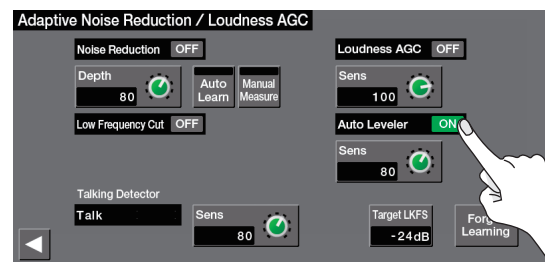 Adaptive Noise Reduction / Loudness AGC
Noise Reduction OFF
Loudness AGC OFF
Depth
80
Auto
Learn
Manual
Measure
Sens
100
Low Frequency Cut OFF
Auto Leveler ON
Sens
80
Talking Detector
Talk
Sens
80
Target LKFS
-24dB
Learning